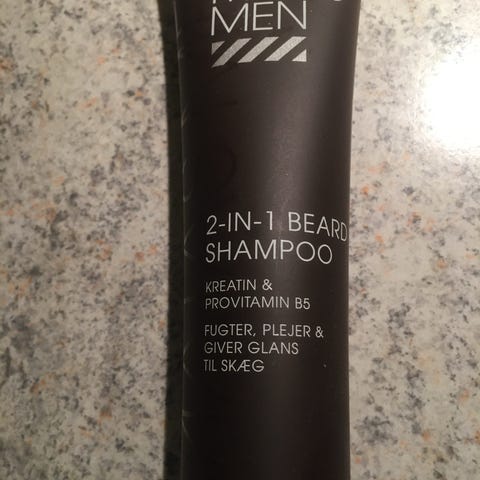 MEN
2-IN-1 BEARD
SHAMPOO
KREATIN &
PROVITAMIN B5
FUGTER, PLEJER &
GIVER GLANS
TIL SKÆG